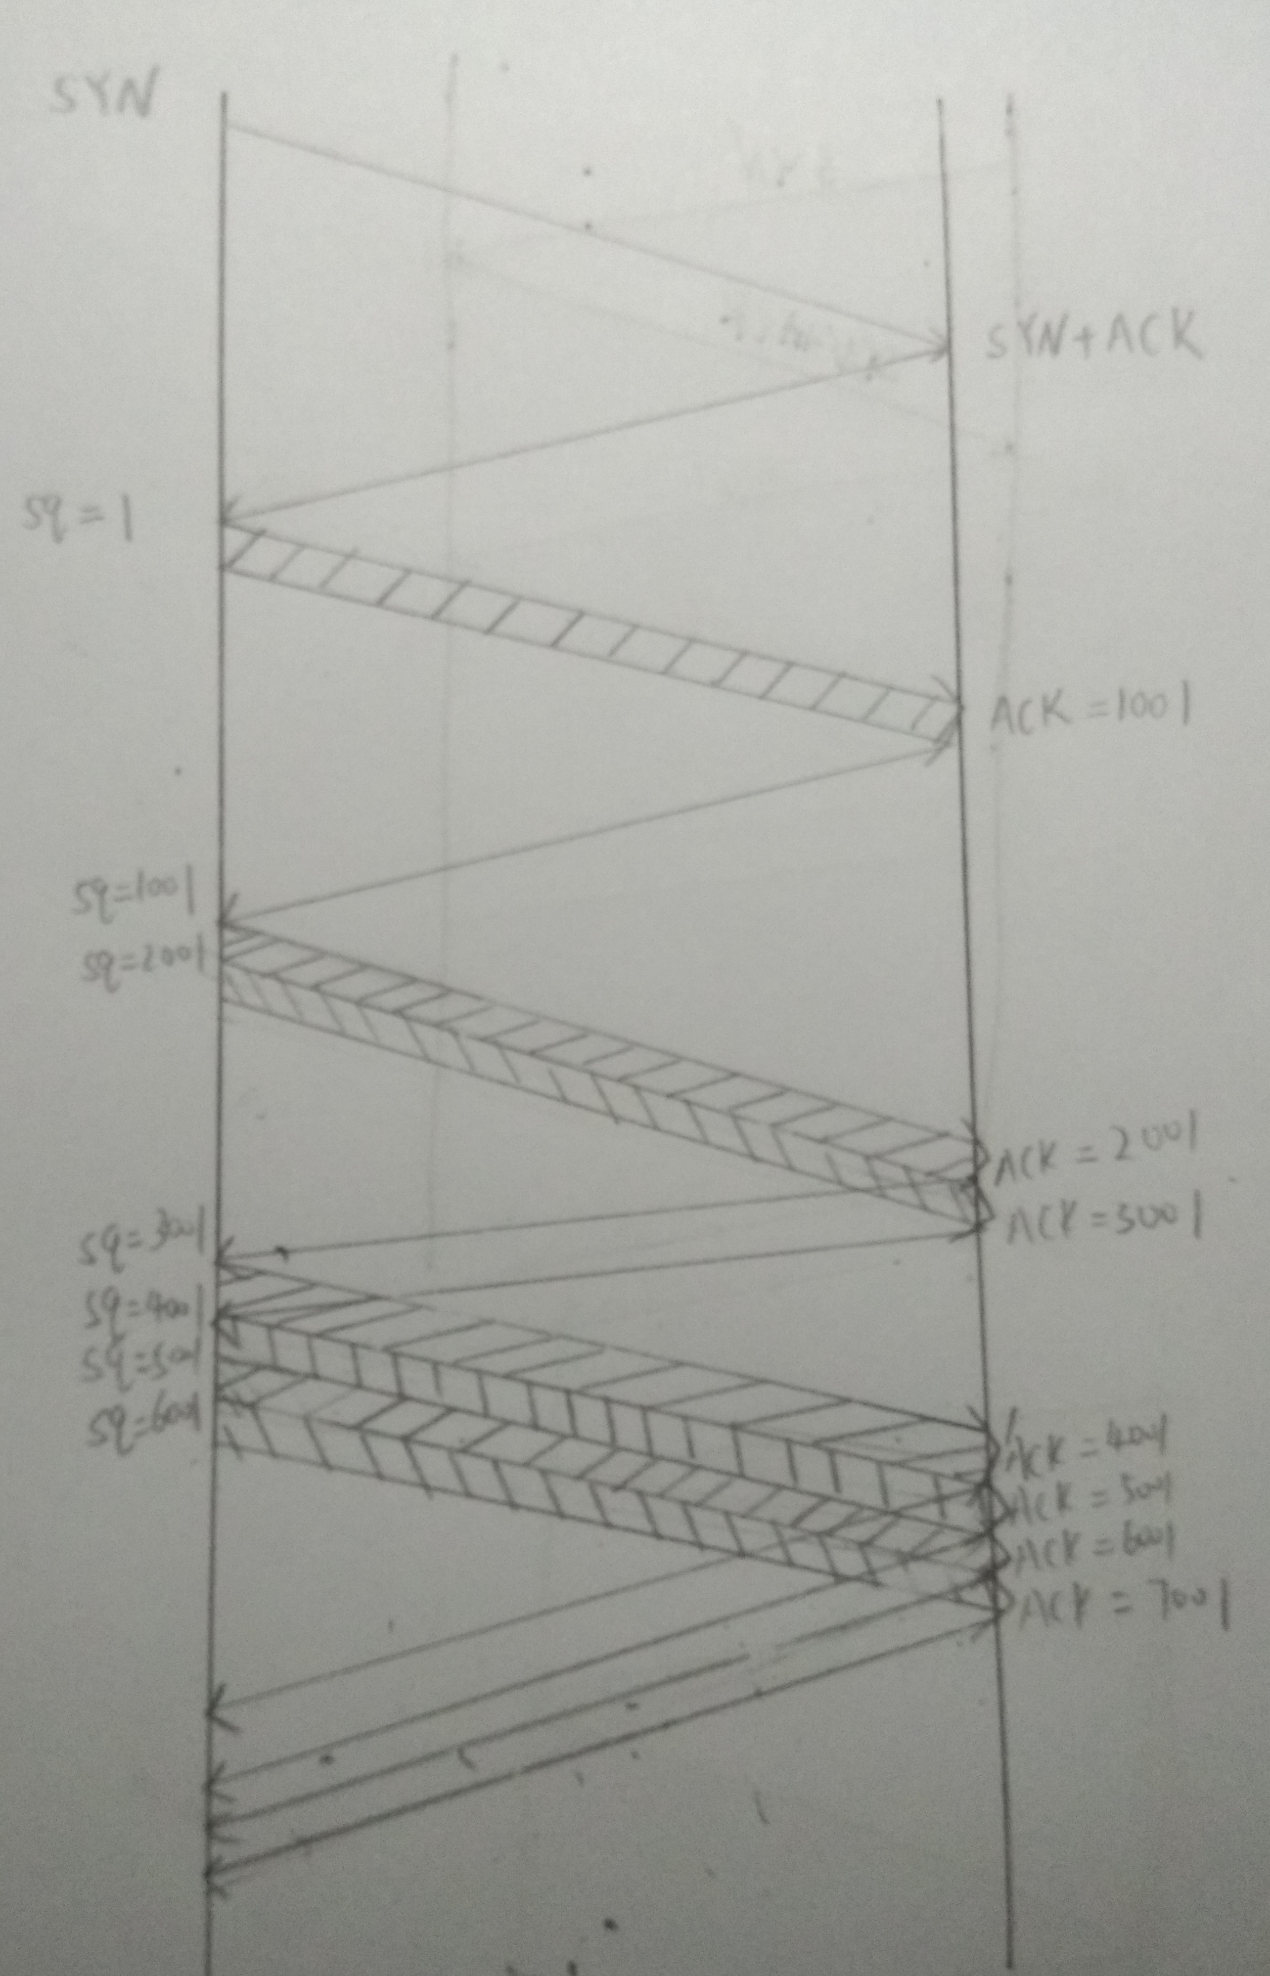 SYN
SYN+ACK
sq=1
ACK=1001
sq=1001
sq=2001
ACK=2001
ACK=3001
sq=3001
sq=4001
sq=5001
sq=6001
ACK=4001
ACK=5001
ACK=6001
ACK=7001